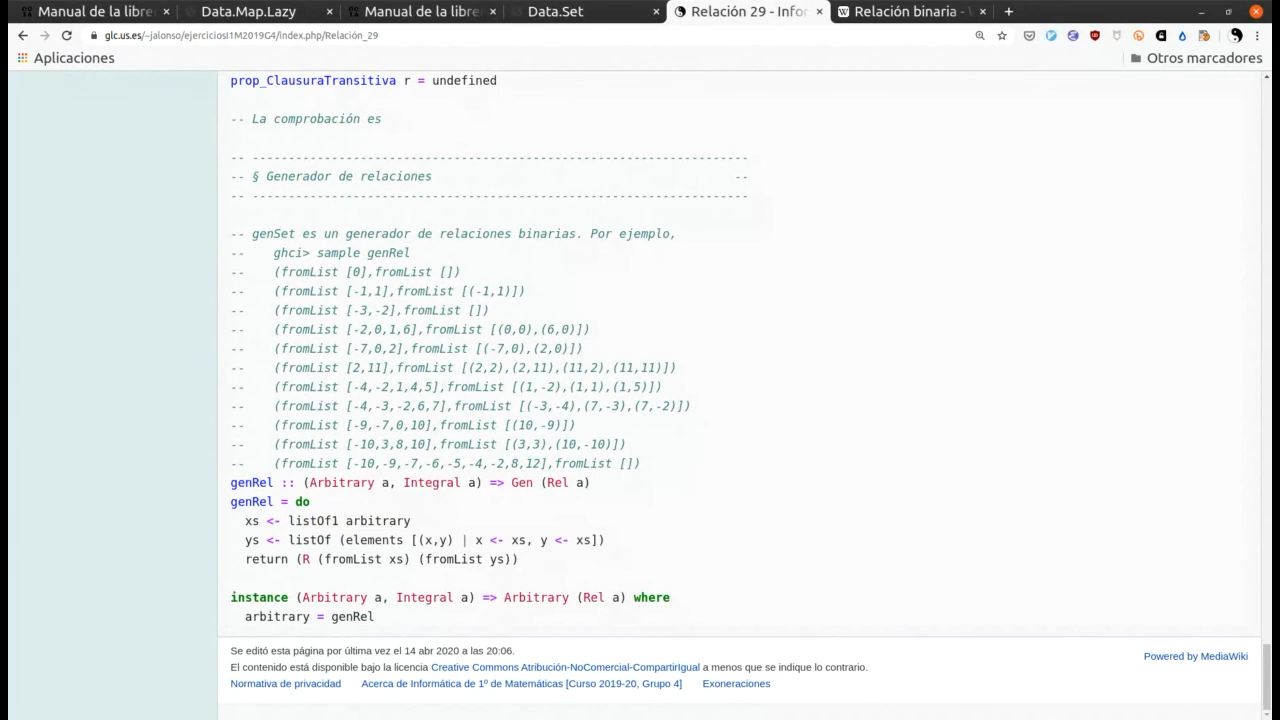 Manual de la libre
Data.Map.Lazy
Manual de la libre
Data.Set
Relación 29 - Infor
Relación binaria -
glc.us.es/~jalonso/ejerciciosI1M2019G4/index.php/Relación_29
Aplicaciones
Otros marcadores
prop_ClausuraTransitiva r = undefined
-- La comprobación es
-- ---------------------------------------------------------------------
-- § Generador de relaciones                                          --
-- ---------------------------------------------------------------------
-- genSet es un generador de relaciones binarias. Por ejemplo,
--    ghci> sample genRel
--    (fromList [0],fromList [])
--    (fromList [-1,1],fromList [(-1,1)])
--    (fromList [-3,-2],fromList [])
--    (fromList [-2,0,1,6],fromList [(0,0),(6,0)])
--    (fromList [-7,0,2],fromList [(-7,0),(2,0)])
--    (fromList [2,11],fromList [(2,2),(2,11),(11,2),(11,11)])
--    (fromList [-4,-2,1,4,5],fromList [(1,-2),(1,1),(1,5)])
--    (fromList [-4,-3,-2,6,7],fromList [(-3,-4),(7,-3),(7,-2)])
--    (fromList [-9,-7,0,10],fromList [(10,-9)])
--    (fromList [-10,3,8,10],fromList [(3,3),(10,-10)])
--    (fromList [-10,-9,-7,-6,-5,-4,-2,8,12],fromList [])
genRel :: (Arbitrary a, Integral a) => Gen (Rel a)
genRel = do
  xs <- listOf1 arbitrary
  ys <- listOf (elements [(x,y) | x <- xs, y <- xs])
  return (R (fromList xs) (fromList ys))
instance (Arbitrary a, Integral a) => Arbitrary (Rel a) where
  arbitrary = genRel
Se editó esta página por última vez el 14 abr 2020 a las 20:06.
El contenido está disponible bajo la licencia Creative Commons Atribución-NoComercial-CompartirIgual a menos que se indique lo contrario.
Powered by MediaWiki
Normativa de privacidad Acerca de Informática de 1º de Matemáticas [Curso 2019-20, Grupo 4] Exoneraciones